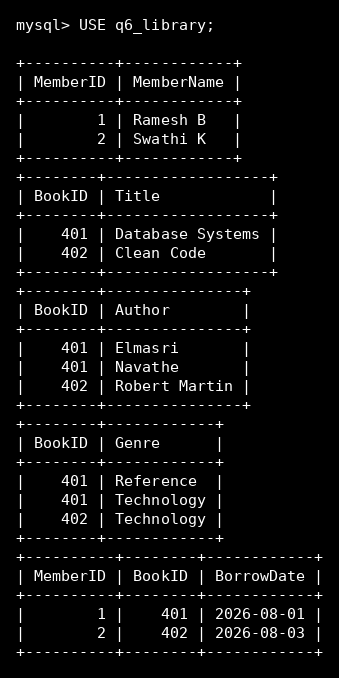 mysql> USE q6_library;

+----------+------------+
| MemberID | MemberName |
+----------+------------+
|        1 | Ramesh B   |
|        2 | Swathi K   |
+----------+------------+
+--------+------------------+
| BookID | Title            |
+--------+------------------+
|    401 | Database Systems |
|    402 | Clean Code       |
+--------+------------------+
+--------+---------------+
| BookID | Author        |
+--------+---------------+
|    401 | Elmasri       |
|    401 | Navathe       |
|    402 | Robert Martin |
+--------+---------------+
+--------+------------+
| BookID | Genre      |
+--------+------------+
|    401 | Reference  |
|    401 | Technology |
|    402 | Technology |
+--------+------------+
+----------+--------+------------+
| MemberID | BookID | BorrowDate |
+----------+--------+------------+
|        1 |    401 | 2026-08-01 |
|        2 |    402 | 2026-08-03 |
+----------+--------+------------+